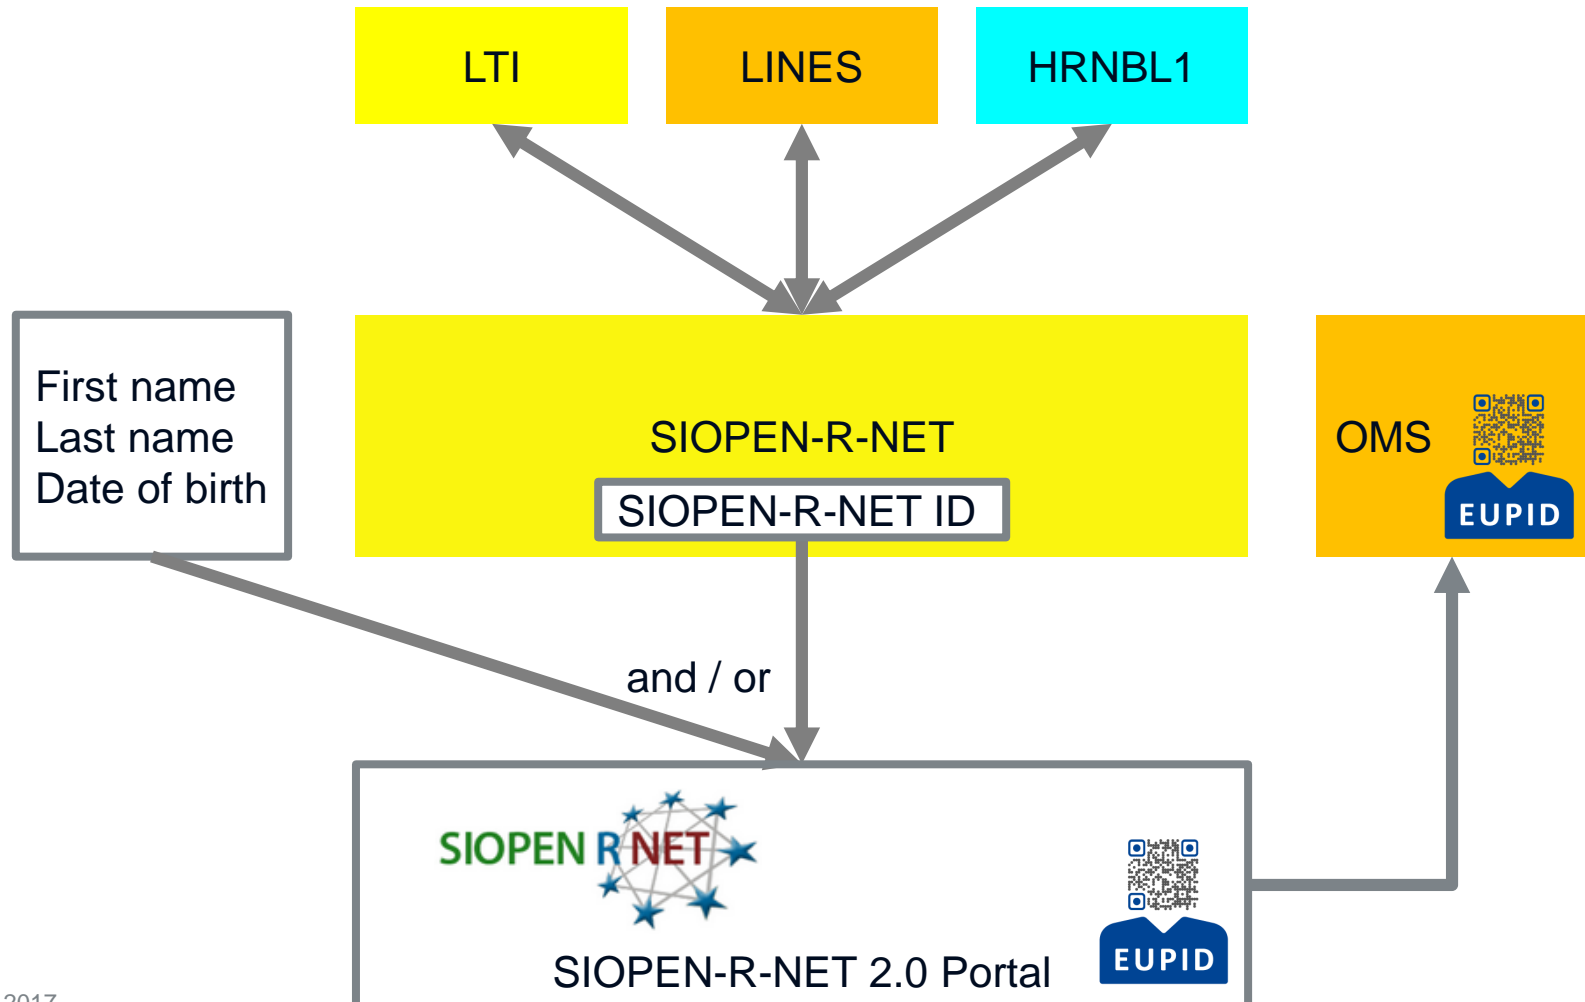 LTI
LINES
HRNBL1
First name
Last name
Date of birth
SIOPEN-R-NET
SIOPEN-R-NET ID
OMS
EUPID
and / or
SIOPEN R NET
EUPID
SIOPEN-R-NET 2.0 Portal
2017